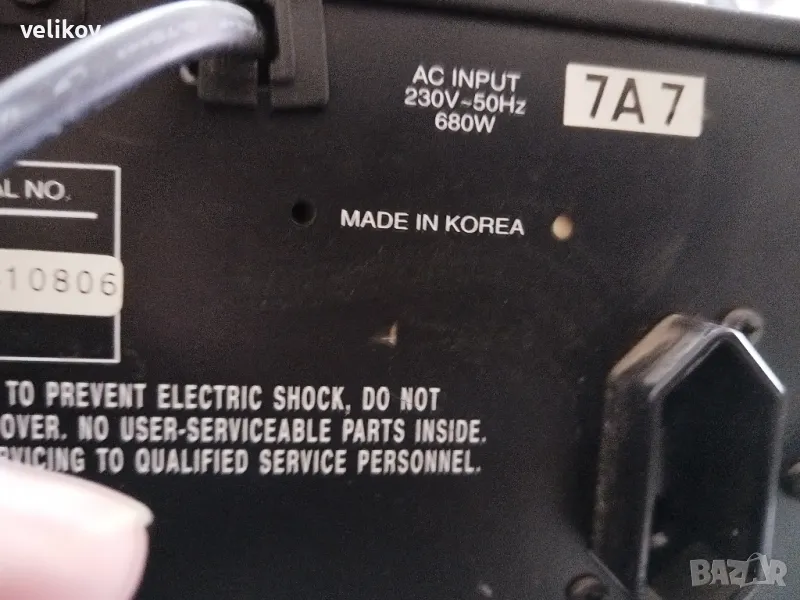 velikov
AC INPUT
230V~50Hz
680W
7A7
AL NO.
MADE IN KOREA
10806
TO PREVENT ELECTRIC SHOCK, DO NOT
OVER. NO USER-SERVICEABLE PARTS INSIDE.
RVICING TO QUALIFIED SERVICE PERSONNEL.
BAZAR